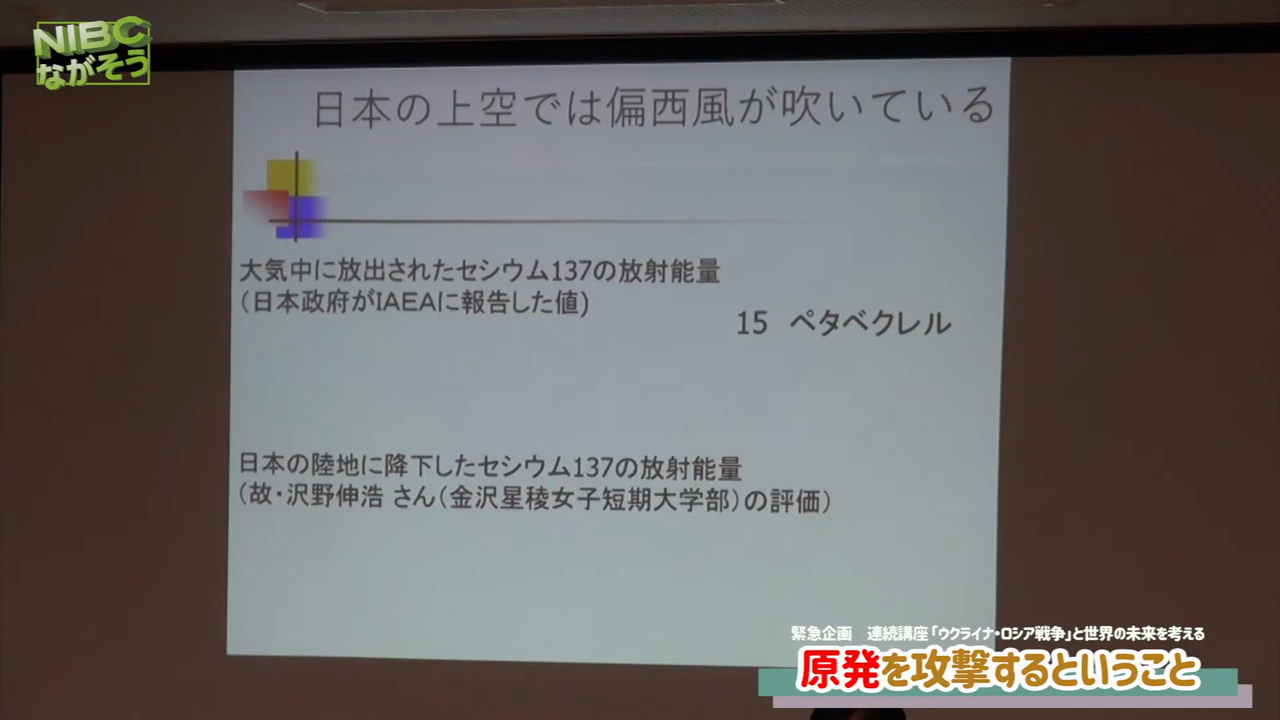 NIBC
ながそう
日本の上空では偏西風が吹いている
大気中に放出されたセシウム137の放射能量
（日本政府がIAEAに報告した値)
15　ペタベクレル
日本の陸地に降下したセシウム137の放射能量
（故・沢野伸浩 さん（金沢星稜女子短期大学部）の評価）
緊急企画　連続講座「ウクライナ・ロシア戦争」と世界の未来を考える
原発を攻撃するということ